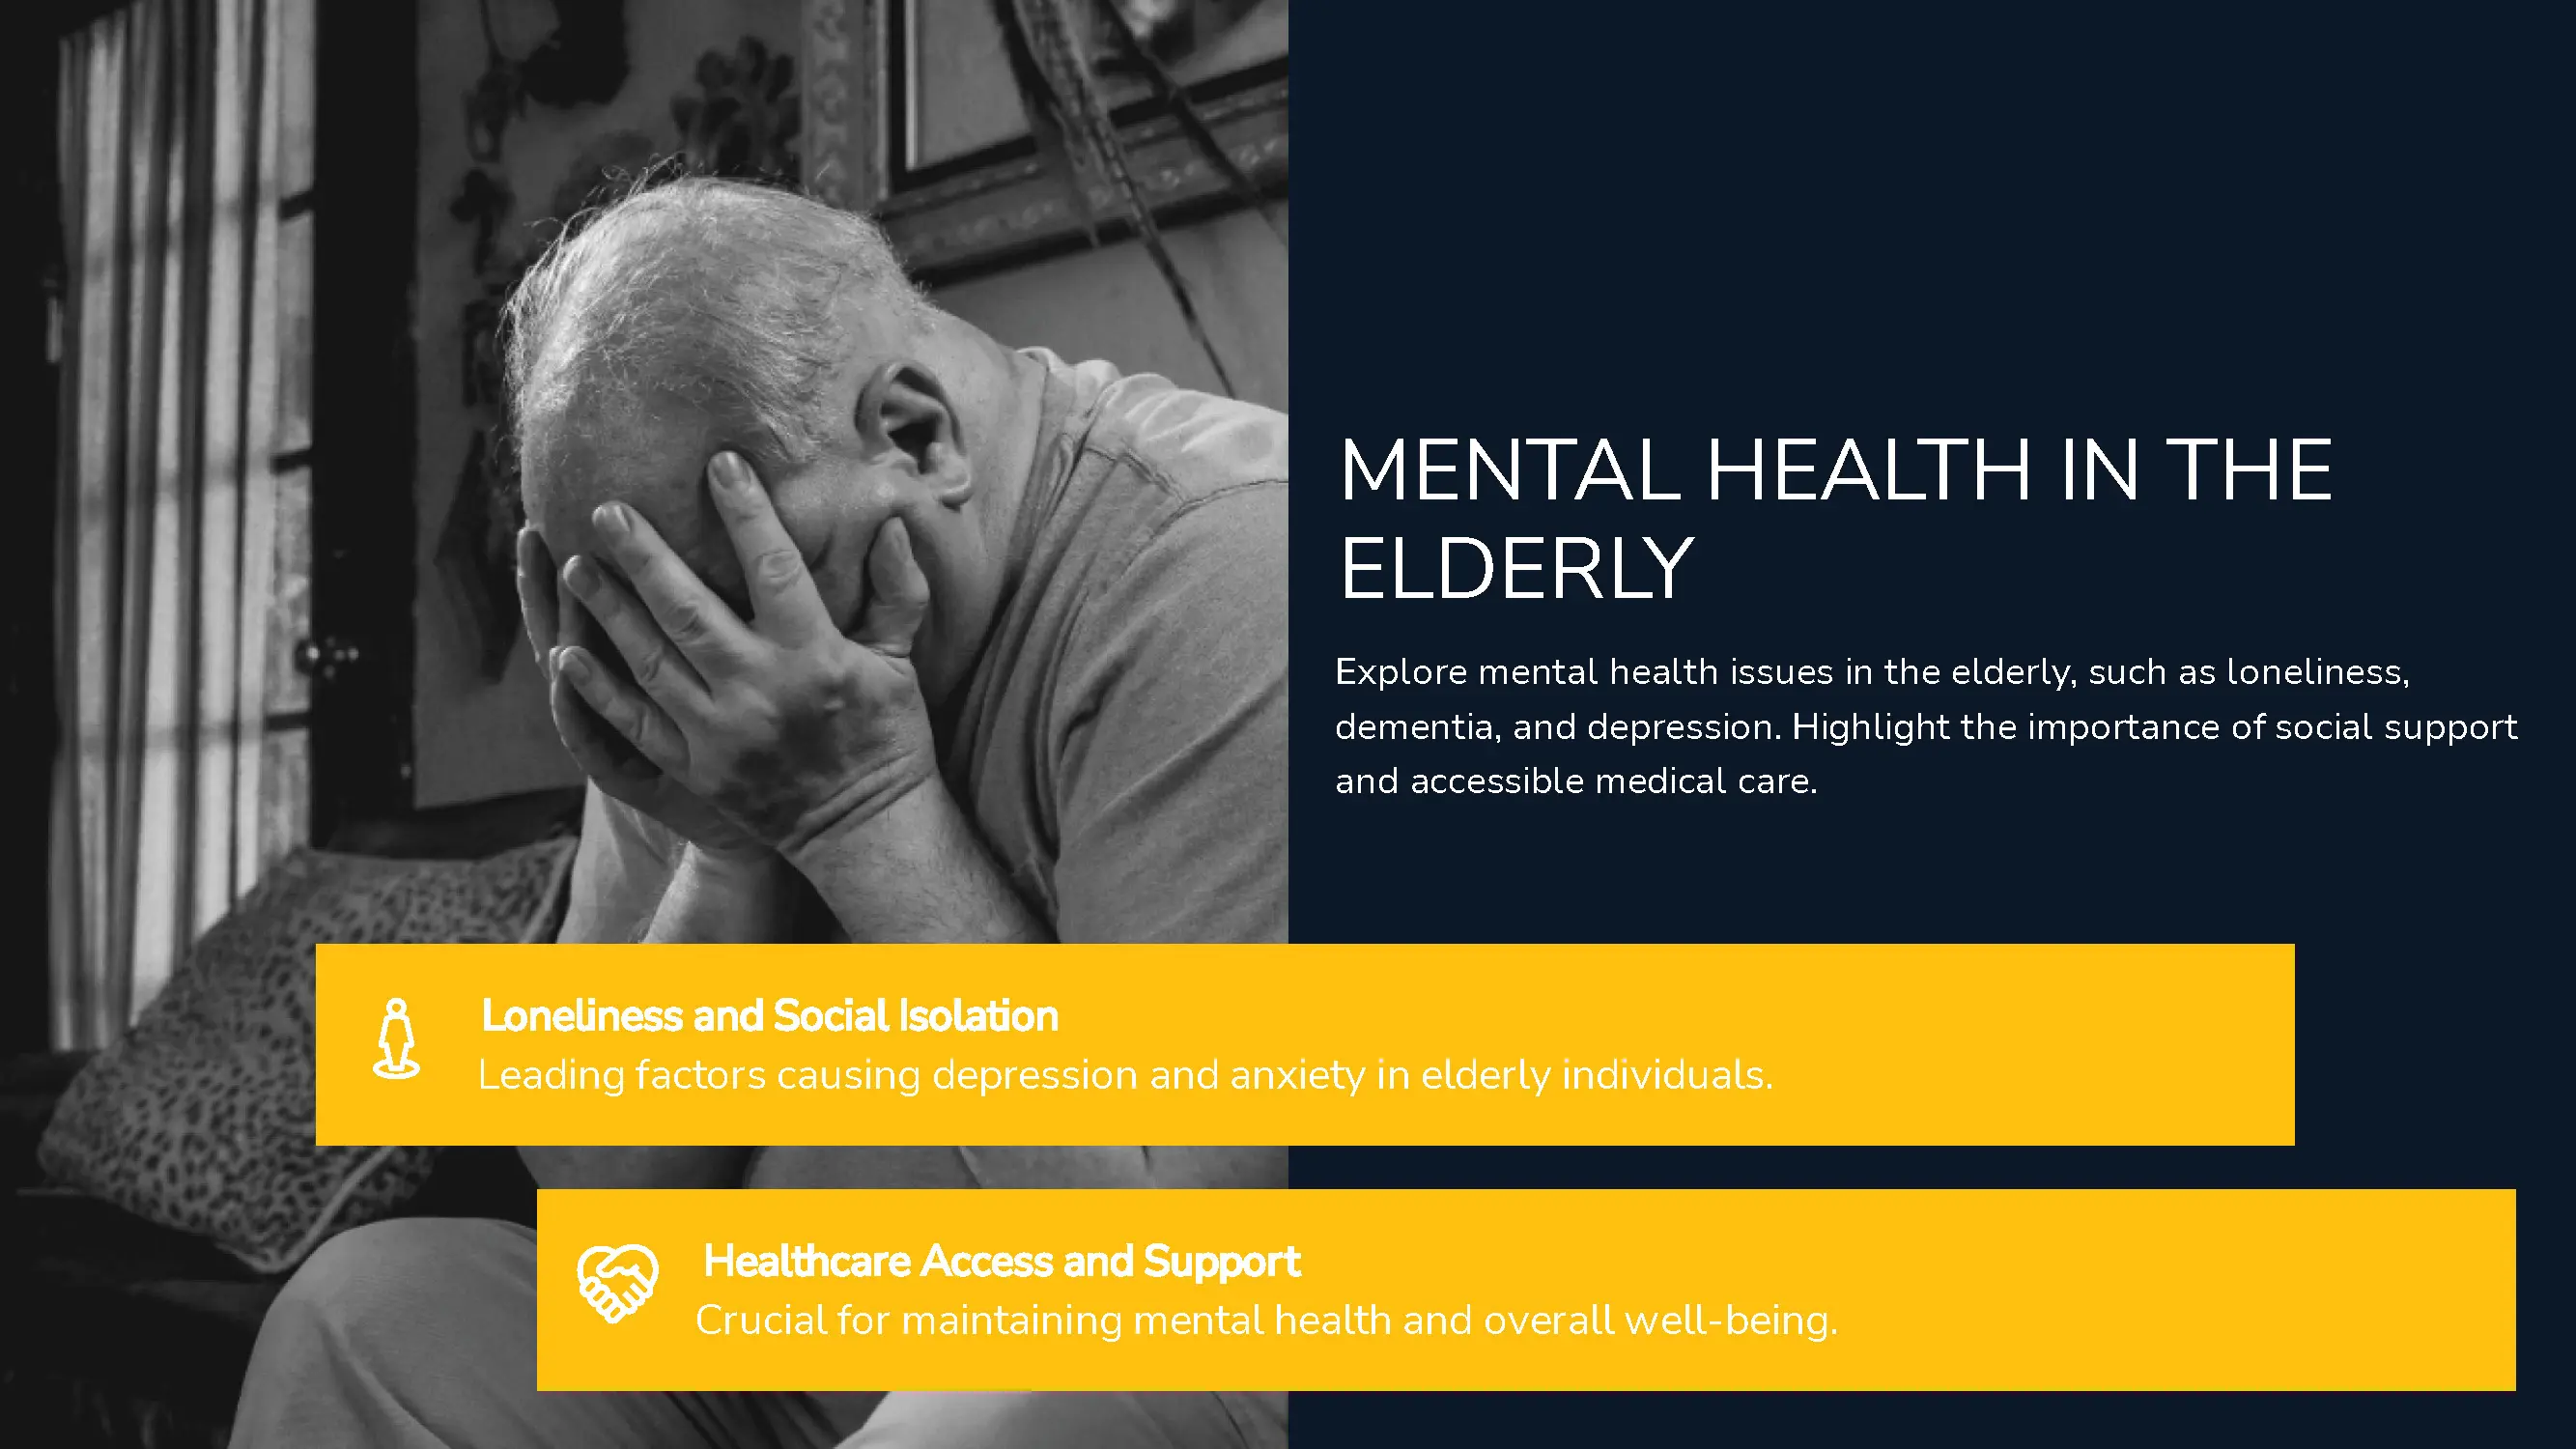 MENTAL HEALTH IN THE
ELDERLY
Explore mental health issues in the elderly, such as loneliness,
dementia, and depression. Highlight the importance of social support
and accessible medical care.
Loneliness and Social Isolation
Leading factors causing depression and anxiety in elderly individuals.
Healthcare Access and Support
Crucial for maintaining mental health and overall well-being.